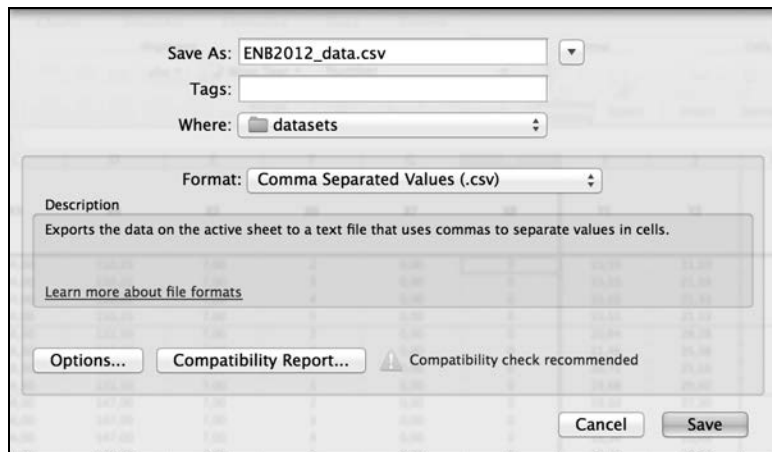 Save As: ENB2012_data.csv
Tags:
Where: datasets
Format: Comma Separated Values (.csv)
Description
Exports the data on the active sheet to a text file that uses commas to separate values in cells.
Learn more about file formats
Options... Compatibility Report... Compatibility check recommended
Cancel Save